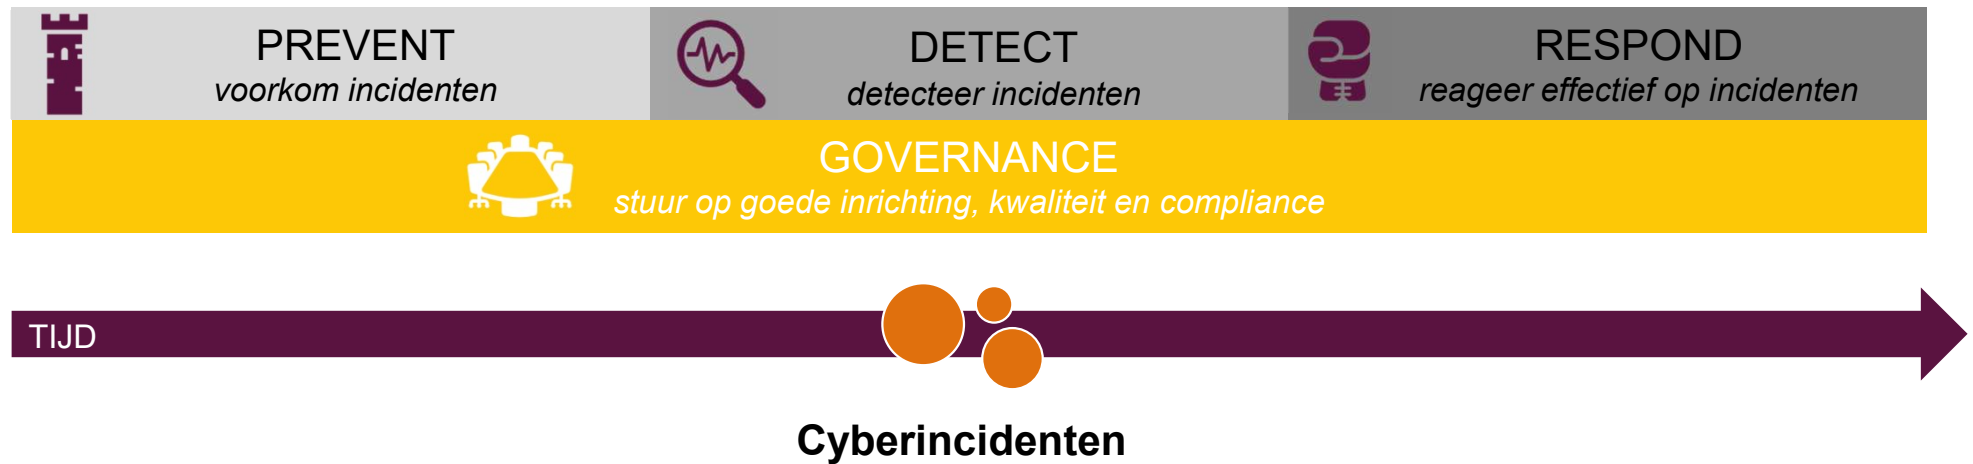 PREVENT
voorkom incidenten
DETECT
detecteer incidenten
RESPOND
reageer effectief op incidenten
GOVERNANCE
stuur op goede inrichting, kwaliteit en compliance
TIJD
Cyberincidenten